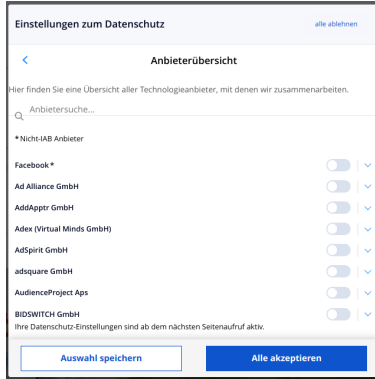 Einstellungen zum Datenschutz
alle ablehnen
Anbieterübersicht
Hier finden Sie eine Übersicht aller Technologieanbieter, mit denen wir zusammenarbeiten.
Anbietersuche...
* Nicht-IAB Anbieter
Facebook *
Ad Alliance GmbH
AddApptr GmbH
Adex (Virtual Minds GmbH)
AdSpirit GmbH
adsquare GmbH
AudienceProject Aps
BIDSWITCH GmbH
Ihre Datenschutz-Einstellungen sind ab dem nächsten Seitenaufruf aktiv.
Auswahl speichern
Alle akzeptieren